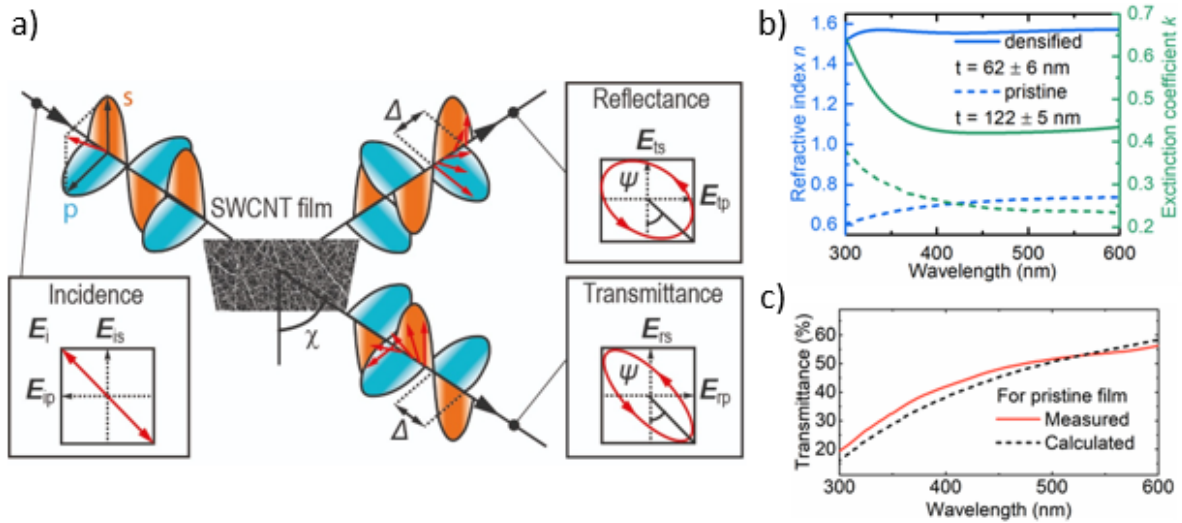 a)
s
p
Δ
SWCNT film
χ
Δ
Incidence
E_i
E_is
E_ip
Reflectance
E_ts
ψ
E_tp
Transmittance
E_rs
ψ
E_rp
b)
Refractive index n
1.6
1.4
1.2
1.0
0.8
0.6
densified
t = 62 ± 6 nm
pristine
t = 122 ± 5 nm
0.7
0.6
0.5
0.4
0.3
0.2
Exctinction coefficient k
300 400 500 600
Wavelength (nm)
c)
Transmittance (%)
60
50
40
30
20
For pristine film
Measured
Calculated
300 400 500 600
Wavelength (nm)